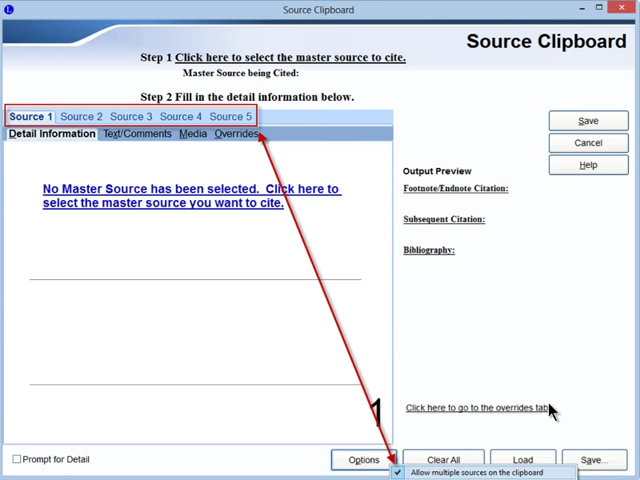 Source Clipboard
Source Clipboard
Step 1 Click here to select the master source to cite.
Master Source being Cited:
Step 2 Fill in the detail information below.
Source 1 Source 2 Source 3 Source 4 Source 5
Detail Information Text/Comments Media Overrides
Save
Cancel
Help
No Master Source has been selected. Click here to
select the master source you want to cite.
Output Preview
Footnote/Endnote Citation:
Subsequent Citation:
Bibliography:
1
Click here to go to the overrides tab
Prompt for Detail
Options
Clear All
Load
Save...
Allow multiple sources on the clipboard